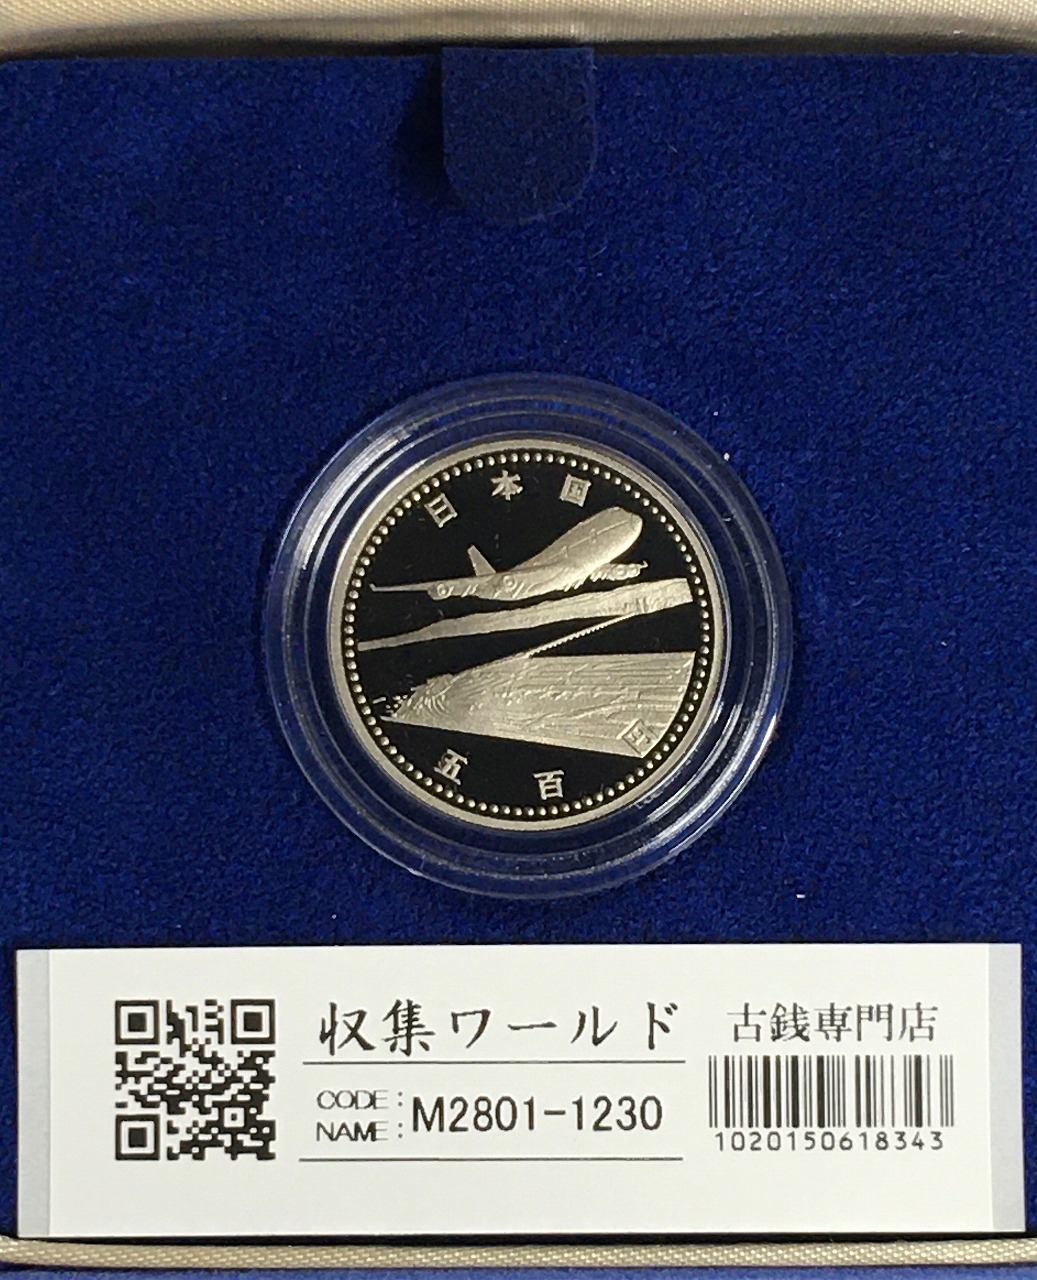 日本国
五百円
収集ワールド 古銭専門店
CODE:
NAME: M2801-1230
1020150618343